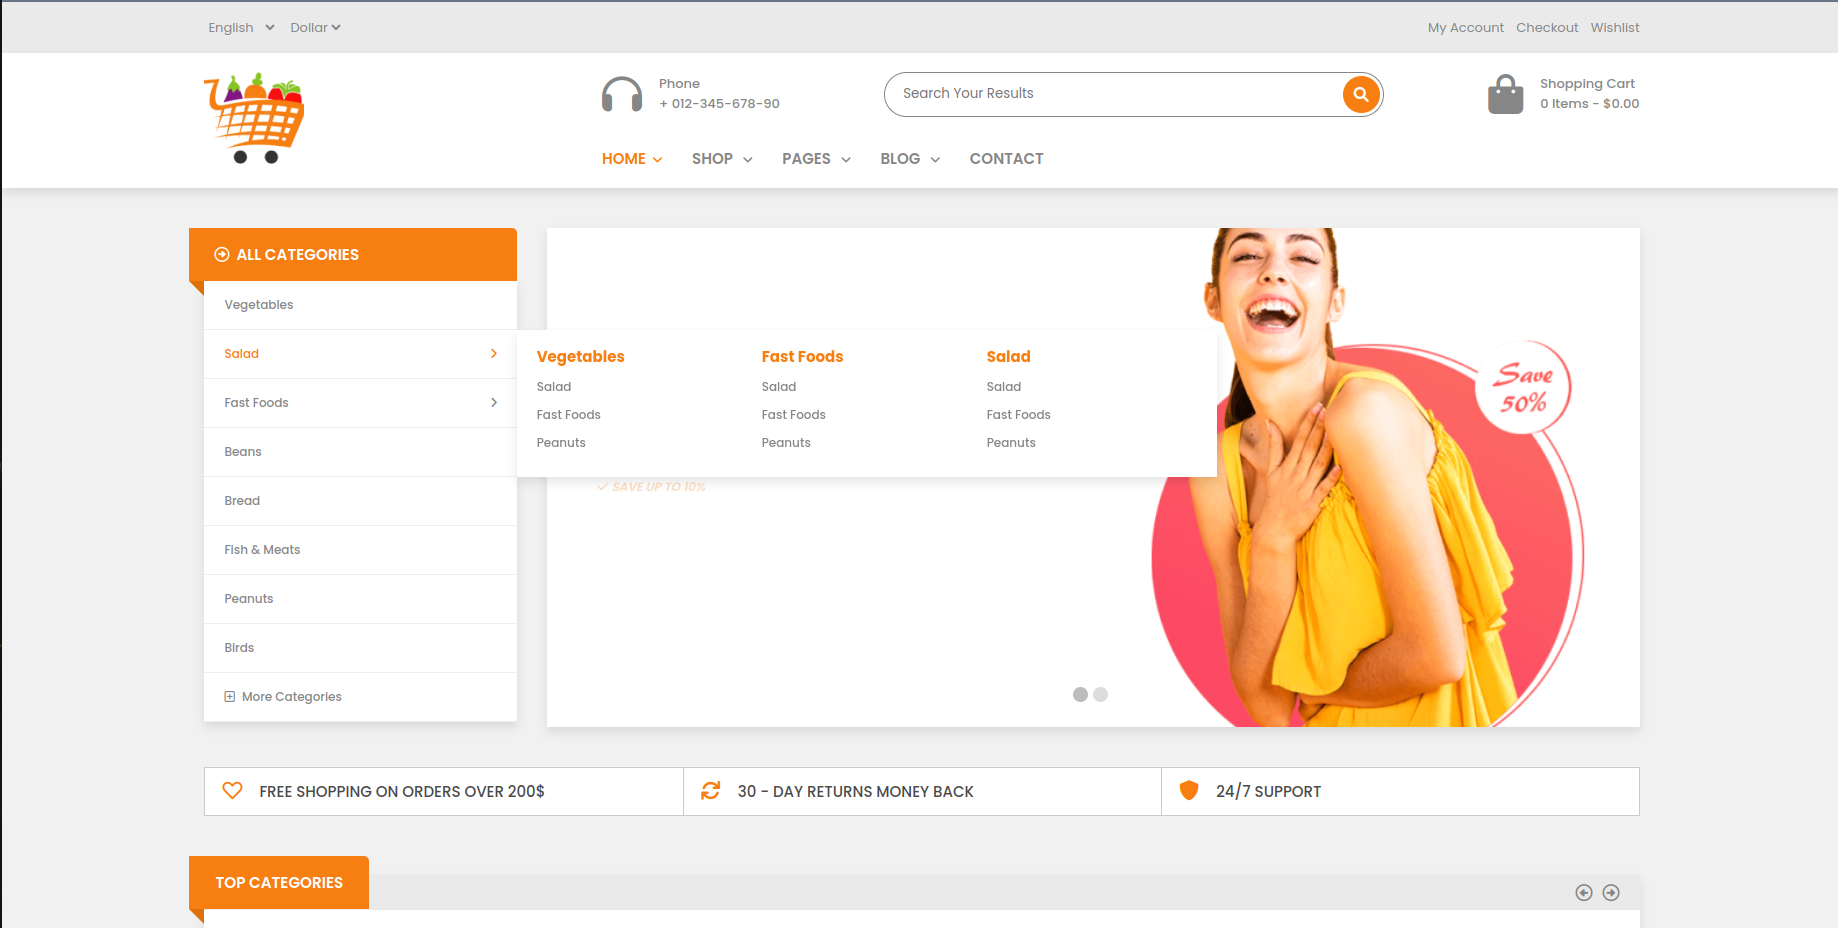 English Dollar
My Account Checkout Wishlist
Phone
+ 012-345-678-90
Search Your Results
Shopping Cart
0 Items - $0.00
HOME SHOP PAGES BLOG CONTACT
ALL CATEGORIES
Vegetables
Salad
Fast Foods
Beans
Bread
Fish & Meats
Peanuts
Birds
More Categories
Vegetables
Salad
Fast Foods
Peanuts
Fast Foods
Salad
Fast Foods
Peanuts
Salad
Salad
Fast Foods
Peanuts
SAVE UP TO 10%
Save
50%
FREE SHOPPING ON ORDERS OVER 200$
30 - DAY RETURNS MONEY BACK
24/7 SUPPORT
TOP CATEGORIES